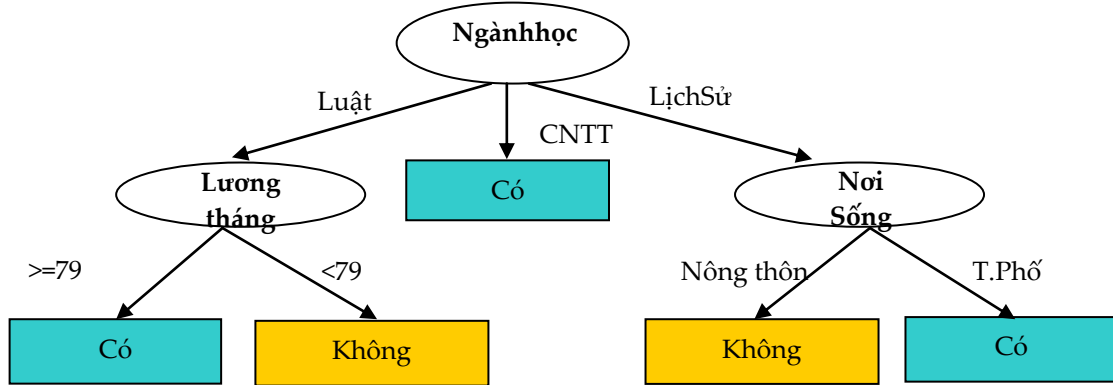 Ngànhhọc
Luật
LịchSử
CNTT
Lương
tháng
Có
Nơi
Sống
>=79
<79
Nông thôn
T.Phố
Có
Không
Không
Có